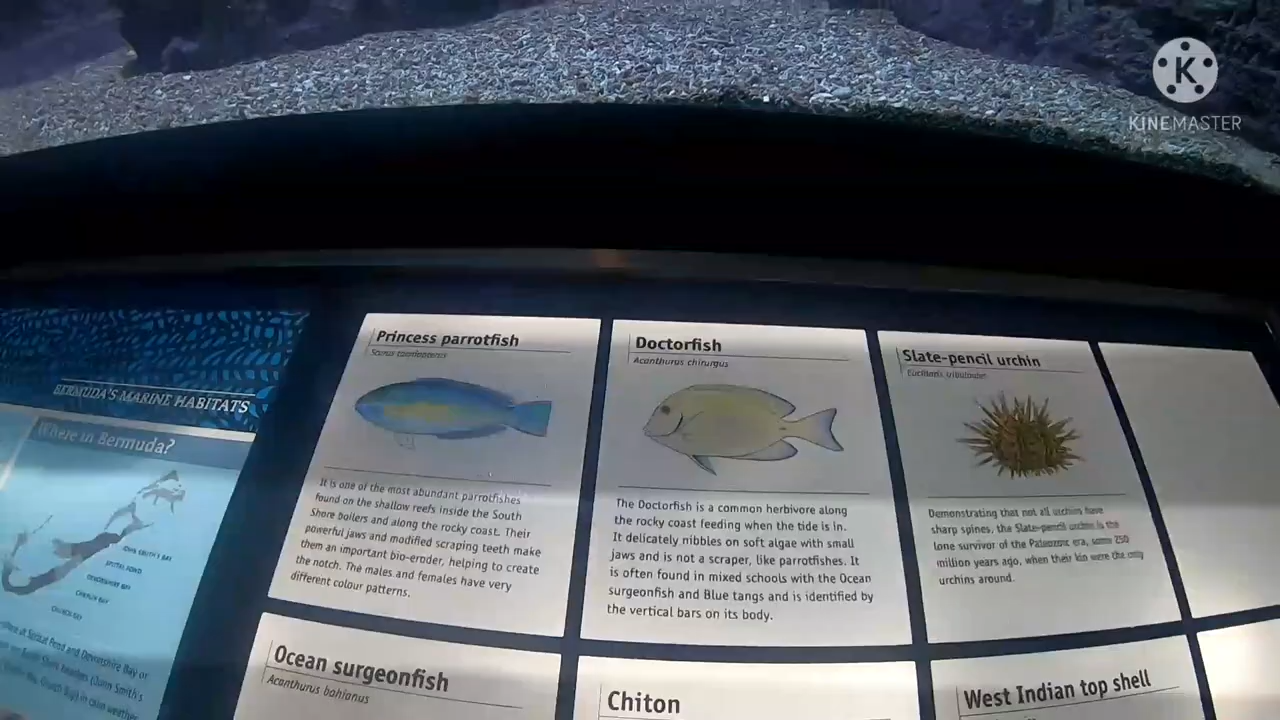 K
KINEMASTER
BERMUDA'S MARINE HABITATS
Where in Bermuda?
Princess parrotfish
It is one of the most abundant parrotfishes
found on the shallow reefs inside the South
Shore boilers and along the rocky coast. Their
powerful jaws and modified scraping teeth make
them an important bio-eroder, helping to create
the notch. The males and females have very
different colour patterns.
Doctorfish
Acanthurus chirurgus
The Doctorfish is a common herbivore along
the rocky coast feeding when the tide is in.
It delicately nibbles on soft algae with small
jaws and is not a scraper, like parrotfishes. It
is often found in mixed schools with the Ocean
surgeonfish and Blue tangs and is identified by
the vertical bars on its body.
Slate-pencil urchin
Demonstrating that not all urchins have
sharp spines, the Slate-pencil urchin is the
lone survivor of the Paleozoic era, some 250
million years ago, when their kin were the only
urchins around.
Ocean surgeonfish
Acanthurus bahianus
Chiton
West Indian top shell